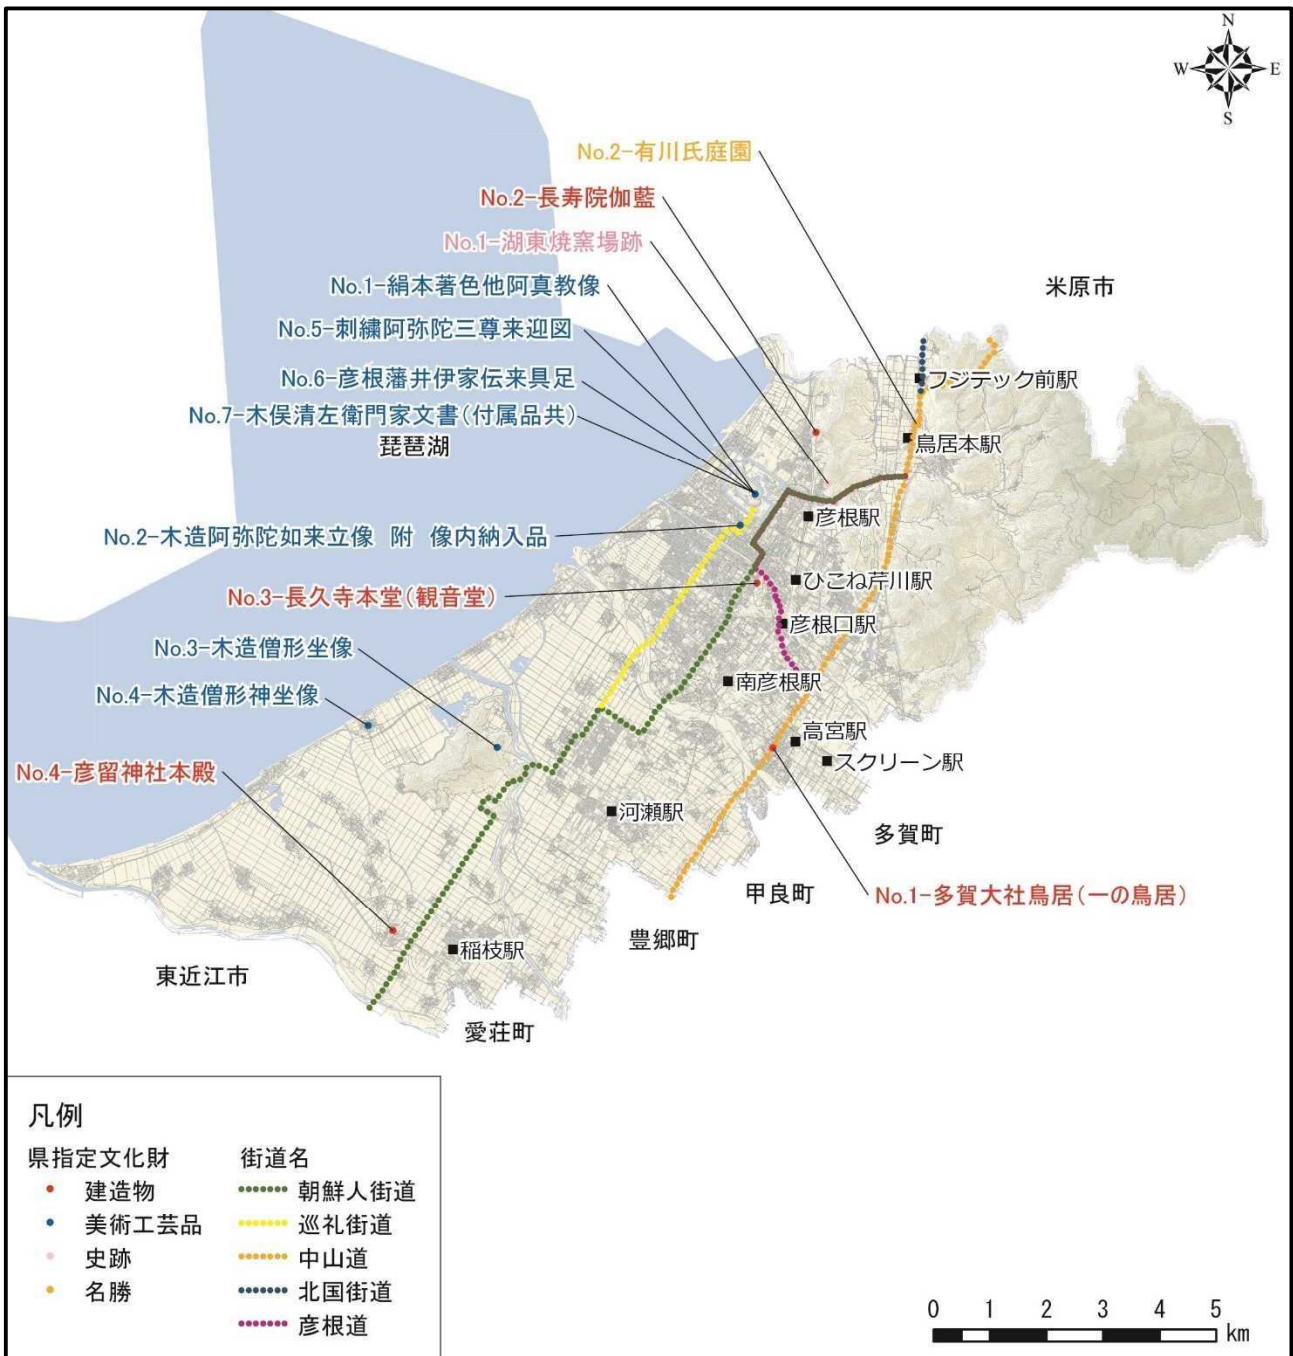 N
W
E
S
No.2-有川氏庭園
No.2-長寿院伽藍
No.1-湖東焼窯場跡
No.1-絹本著色他阿真教像
No.5-刺繍阿弥陀三尊来迎図
No.6-彦根藩井伊家伝来具足
No.7-木俣清左衛門家文書(付属品共)
琵琶湖
米原市
フジテック前駅
鳥居本駅
彦根駅
No.2-木造阿弥陀如来立像 附 像内納入品
ひこね芹川駅
No.3-長久寺本堂(観音堂)
彦根口駅
No.3-木造僧形坐像
南彦根駅
No.4-木造僧形神坐像
高宮駅
スクリーン駅
No.4-彦留神社本殿
河瀬駅
多賀町
甲良町
No.1-多賀大社鳥居(一の鳥居)
豊郷町
稲枝駅
東近江市
愛荘町
凡例
県指定文化財
建造物
美術工芸品
史跡
名勝
街道名
朝鮮人街道
巡礼街道
中山道
北国街道
彦根道
0 1 2 3 4 5
km